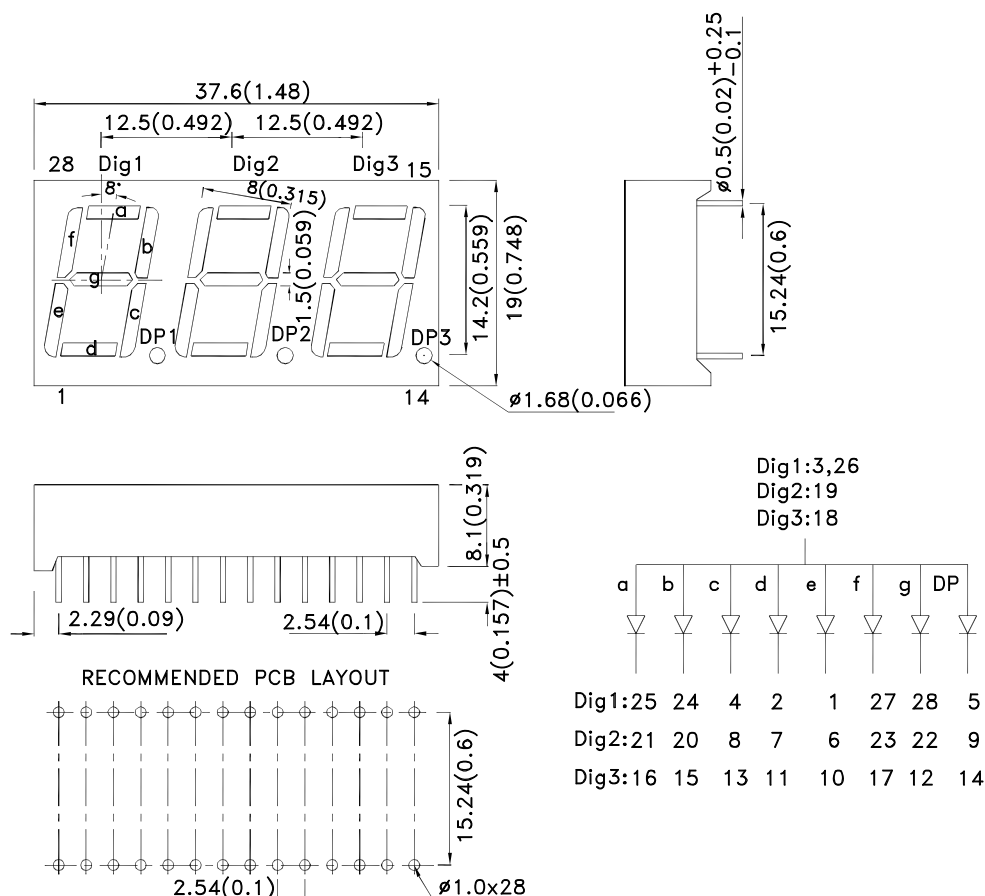 37.6(1.48)
12.5(0.492) 12.5(0.492)
28 Dig1 Dig2 Dig3 15
8°
8(0.315)
a
f
b
g
e
c
d
1.5(0.059)
14.2(0.559)
19(0.748)
DP1 DP2 DP3
1 14
ø1.68(0.066)
ø0.5(0.02)+0.25
-0.1
15.24(0.6)
8.1(0.319)
4(0.157)±0.5
2.29(0.09) 2.54(0.1)
RECOMMENDED PCB LAYOUT
15.24(0.6)
2.54(0.1) ø1.0x28
Dig1:3,26
Dig2:19
Dig3:18
a b c d e f g DP
Dig1:25 24 4 2 1 27 28 5
Dig2:21 20 8 7 6 23 22 9
Dig3:16 15 13 11 10 17 12 14